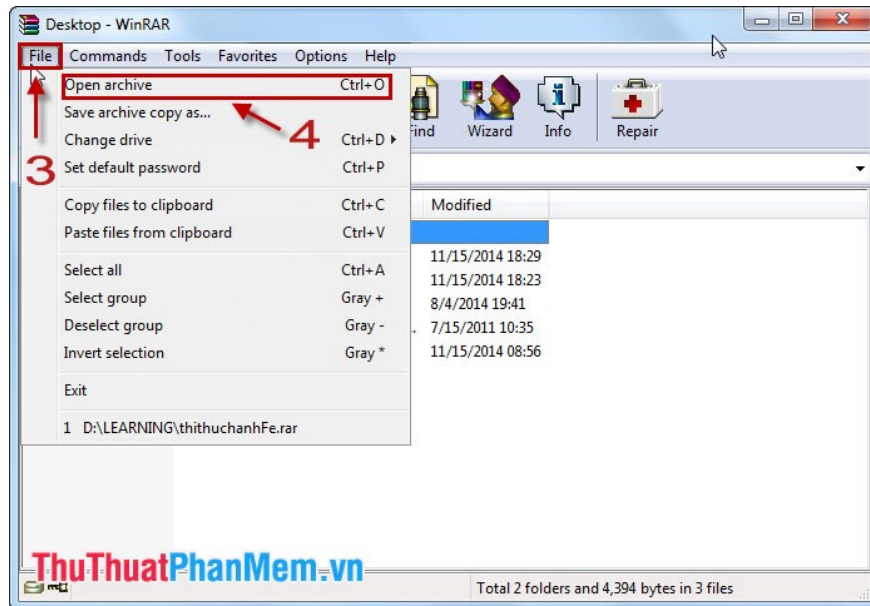 Desktop - WinRAR
File Commands Tools Favorites Options Help
Open archive Ctrl+O
Save archive copy as...
Change drive Ctrl+D
Set default password Ctrl+P
Copy files to clipboard Ctrl+C
Paste files from clipboard Ctrl+V
Select all Ctrl+A
Select group Gray +
Deselect group Gray -
Invert selection Gray *
Exit
1 D:\LEARNING\thithuchanhFe.rar
3
4
Wizard Info Repair
Modified
11/15/2014 18:29
11/15/2014 18:23
8/4/2014 19:41
7/15/2011 10:35
11/15/2014 08:56
ThuThuatPhanMem.vn
Total 2 folders and 4,394 bytes in 3 files